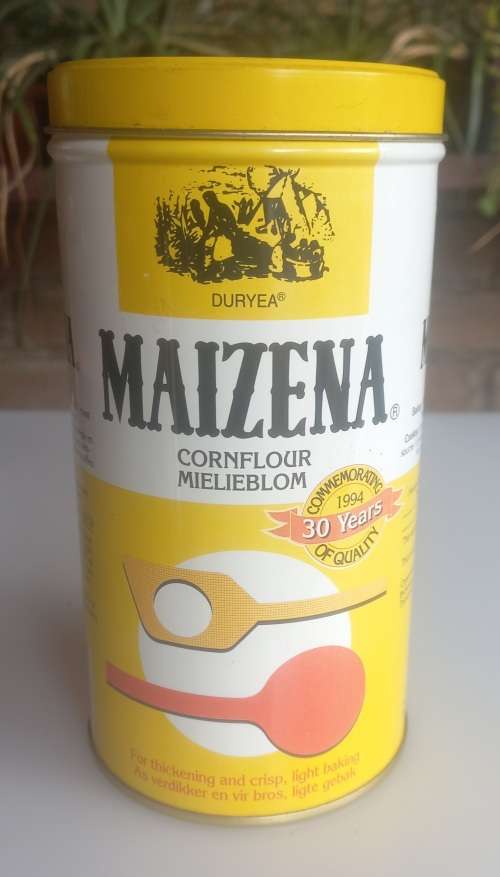 DURYEA®
MAIZENA®
CORNFLOUR
MIELIEBLOM
COMMEMORATING
1994
30 Years
OF QUALITY
For thickening and crisp, light baking
As verdikker en vir bros, ligte gebak